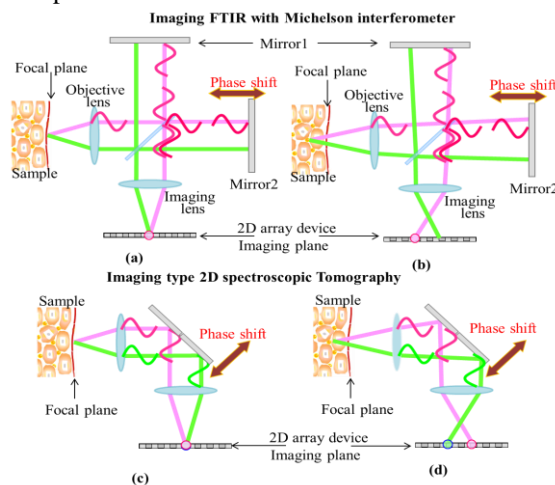 Imaging FTIR with Michelson interferometer
(a)
Mirror1
(b)
Focal plane
Objective
lens
Phase shift
Sample
Mirror2
Imaging
lens
Focal plane
Objective
lens
Phase shift
Sample
Mirror2
Imaging
lens
2D array device
Imaging plane
(a)
(b)
Imaging type 2D spectroscopic Tomography
Sample
Phase shift
Focal plane
Sample
Phase shift
Focal plane
2D array device
Imaging plane
(c)
(d)